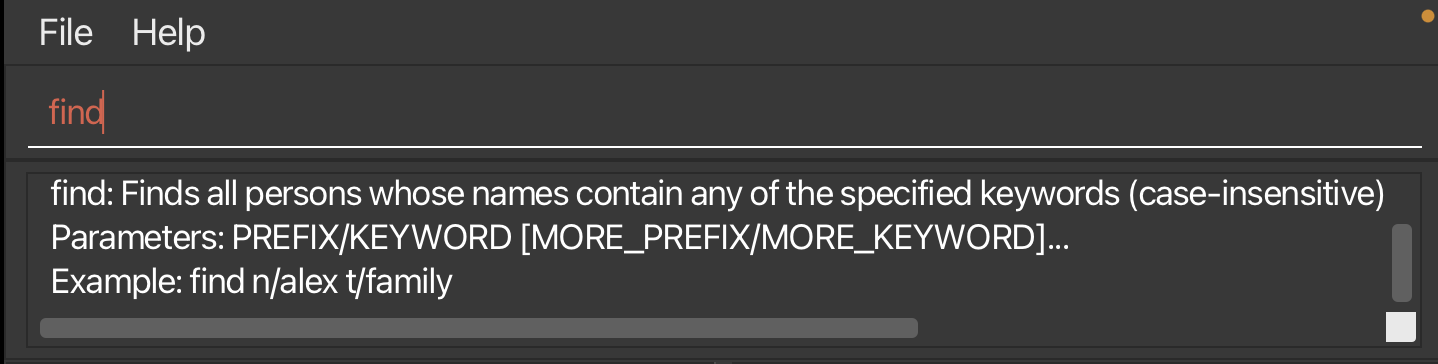 File Help
find
find: Finds all persons whose names contain any of the specified keywords (case-insensitive)
Parameters: PREFIX/KEYWORD [MORE_PREFIX/MORE_KEYWORD]...
Example: find n/alex t/family